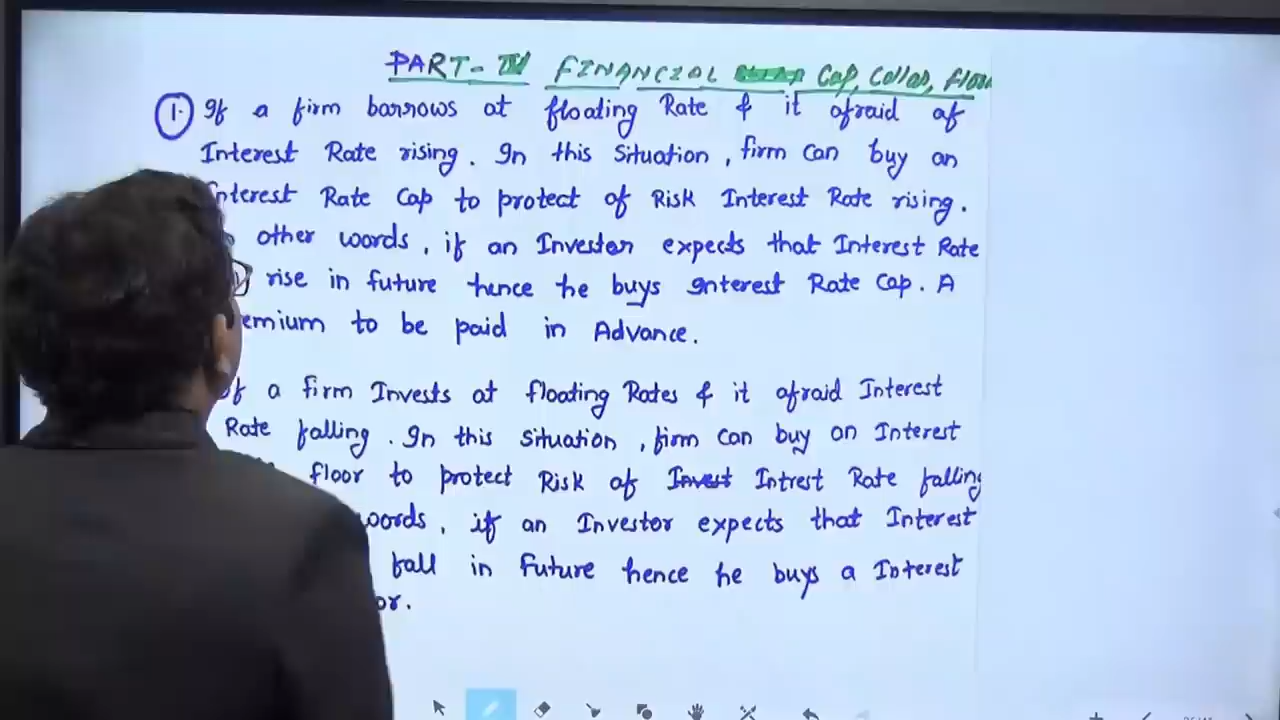 PART- IV FINANCIAL Cap, Collar, Floor
1. If a firm barrows at floating Rate & it afraid of
Interest Rate rising. In this Situation, firm can buy an
nterest Rate Cap to protect of Risk Interest Rate rising.
other words, if an Investor expects that Interest Rate
rise in future hence he buys Interest Rate Cap. A
emium to be paid in Advance.
f a firm Invests at floating Rates & it afraid Interest
Rate falling. In this situation, firm can buy an Interest
floor to protect Risk of Invest Intrest Rate falling
words, if an Investor expects that Interest
fall in future hence he buys a Interest
or.